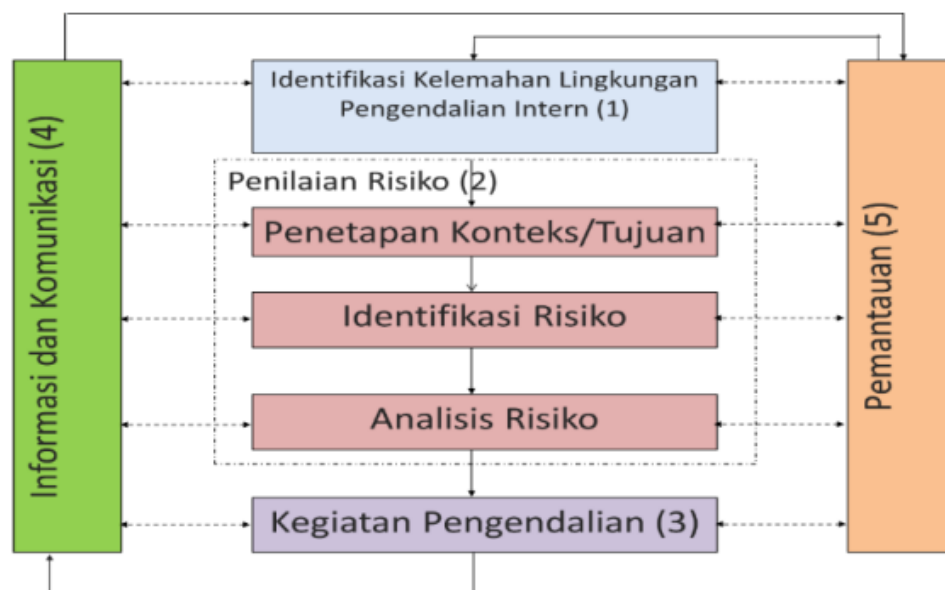 Informasi dan Komunikasi (4)
Identifikasi Kelemahan Lingkungan
Pengendalian Intern (1)
Penilaian Risiko (2)
Penetapan Konteks/Tujuan
Identifikasi Risiko
Analisis Risiko
Kegiatan Pengendalian (3)
Pemantauan (5)